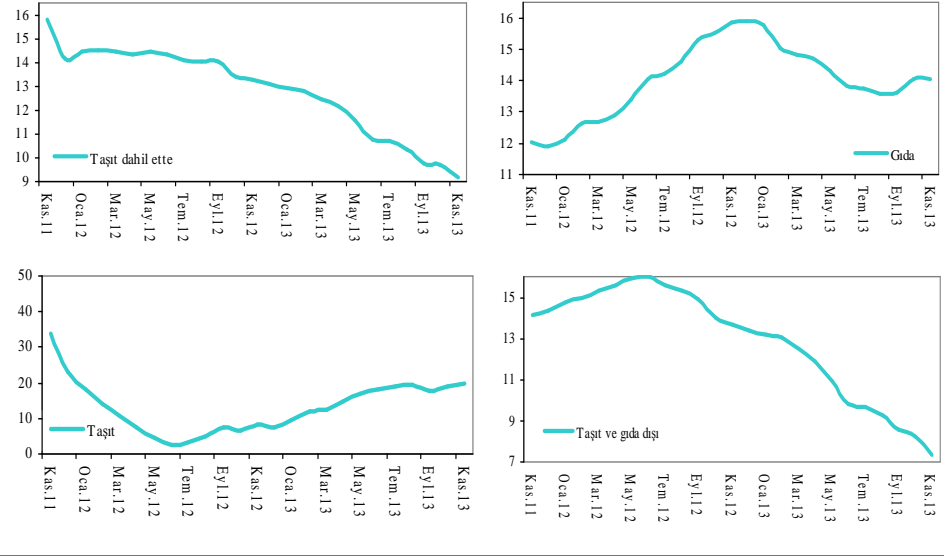 16
15
14
13
12
11
10
9
Taşıt dahil ette
Kas.11
Oca.12
Mar.12
May.12
Tem.12
Eyl.12
Kas.12
Oca.13
Mar.13
May.13
Tem.13
Eyl.13
Kas.13
16
15
14
13
12
11
Gıda
Kas.11
Oca.12
Mar.12
May.12
Tem.12
Eyl.12
Kas.12
Oca.13
Mar.13
May.13
Tem.13
Eyl.13
Kas.13
50
40
30
20
10
0
Taşıt
Kas.11
Oca.12
Mar.12
May.12
Tem.12
Eyl.12
Kas.12
Oca.13
Mar.13
May.13
Tem.13
Eyl.13
Kas.13
15
13
11
9
7
Taşıt ve gıda dışı
Kas.11
Oca.12
Mar.12
May.12
Tem.12
Eyl.12
Kas.12
Oca.13
Mar.13
May.13
Tem.13
Eyl.13
Kas.13